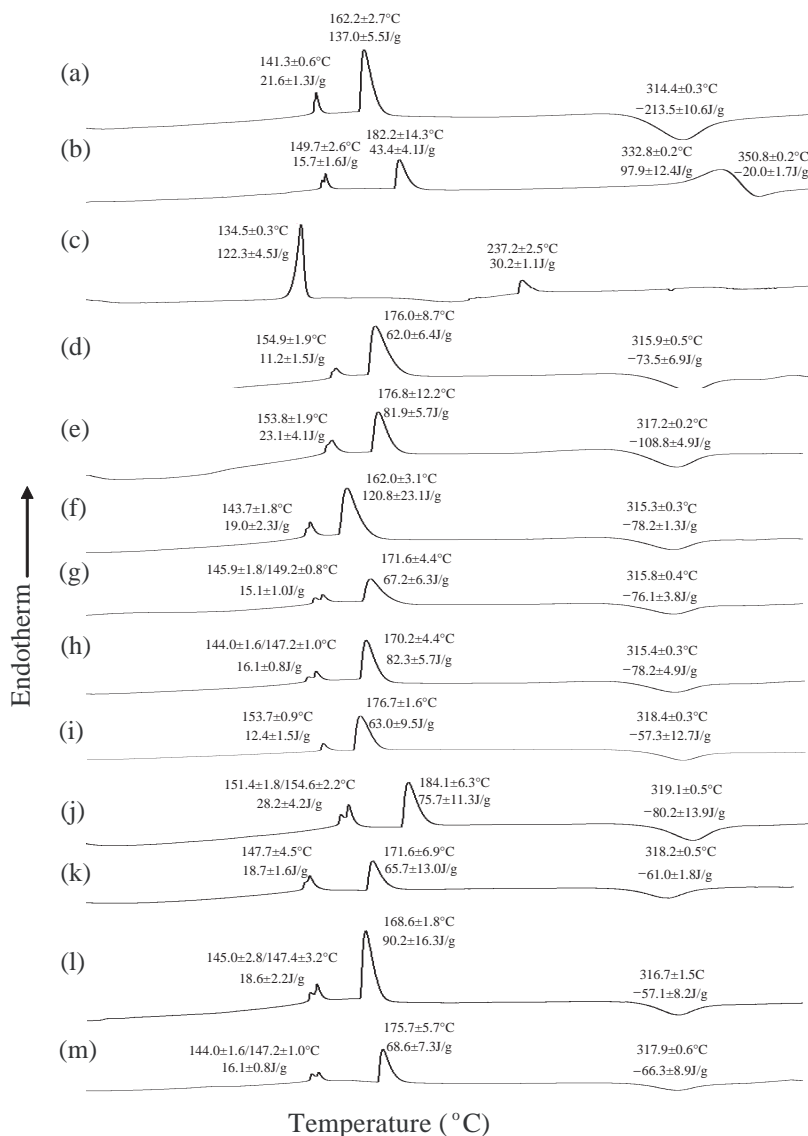 162.2±2.7°C
137.0±5.5J/g
141.3±0.6°C
21.6±1.3J/g
(a)
314.4±0.3°C
−213.5±10.6J/g
(b)
149.7±2.6°C
15.7±1.6J/g
182.2±14.3°C
43.4±4.1J/g
332.8±0.2°C
97.9±12.4J/g
350.8±0.2°C
−20.0±1.7J/g
(c)
134.5±0.3°C
122.3±4.5J/g
237.2±2.5°C
30.2±1.1J/g
(d)
154.9±1.9°C
11.2±1.5J/g
176.0±8.7°C
62.0±6.4J/g
315.9±0.5°C
−73.5±6.9J/g
(e)
153.8±1.9°C
23.1±4.1J/g
176.8±12.2°C
81.9±5.7J/g
317.2±0.2°C
−108.8±4.9J/g
(f)
143.7±1.8°C
19.0±2.3J/g
162.0±3.1°C
120.8±23.1J/g
315.3±0.3°C
−78.2±1.3J/g
(g)
145.9±1.8/149.2±0.8°C
15.1±1.0J/g
171.6±4.4°C
67.2±6.3J/g
315.8±0.4°C
−76.1±3.8J/g
(h)
144.0±1.6/147.2±1.0°C
16.1±0.8J/g
170.2±4.4°C
82.3±5.7J/g
315.4±0.3°C
−78.2±4.9J/g
(i)
153.7±0.9°C
12.4±1.5J/g
176.7±1.6°C
63.0±9.5J/g
318.4±0.3°C
−57.3±12.7J/g
(j)
151.4±1.8/154.6±2.2°C
28.2±4.2J/g
184.1±6.3°C
75.7±11.3J/g
319.1±0.5°C
−80.2±13.9J/g
(k)
147.7±4.5°C
18.7±1.6J/g
171.6±6.9°C
65.7±13.0J/g
318.2±0.5°C
−61.0±1.8J/g
(l)
145.0±2.8/147.4±3.2°C
18.6±2.2J/g
168.6±1.8°C
90.2±16.3J/g
316.7±1.5C
−57.1±8.2J/g
(m)
144.0±1.6/147.2±1.0°C
16.1±0.8J/g
175.7±5.7°C
68.6±7.3J/g
317.9±0.6°C
−66.3±8.9J/g
Endotherm
Temperature (°C)